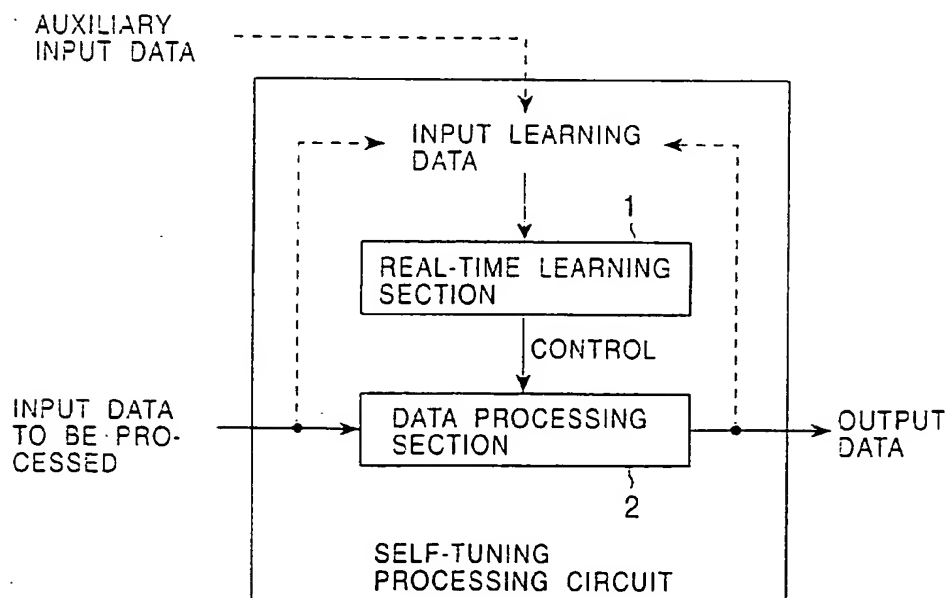 AUXILIARY
INPUT DATA
INPUT LEARNING
DATA
1
REAL-TIME LEARNING
SECTION
CONTROL
INPUT DATA
TO BE PRO-
CESSED
DATA PROCESSING
SECTION
OUTPUT
DATA
2
SELF-TUNING
PROCESSING CIRCUIT